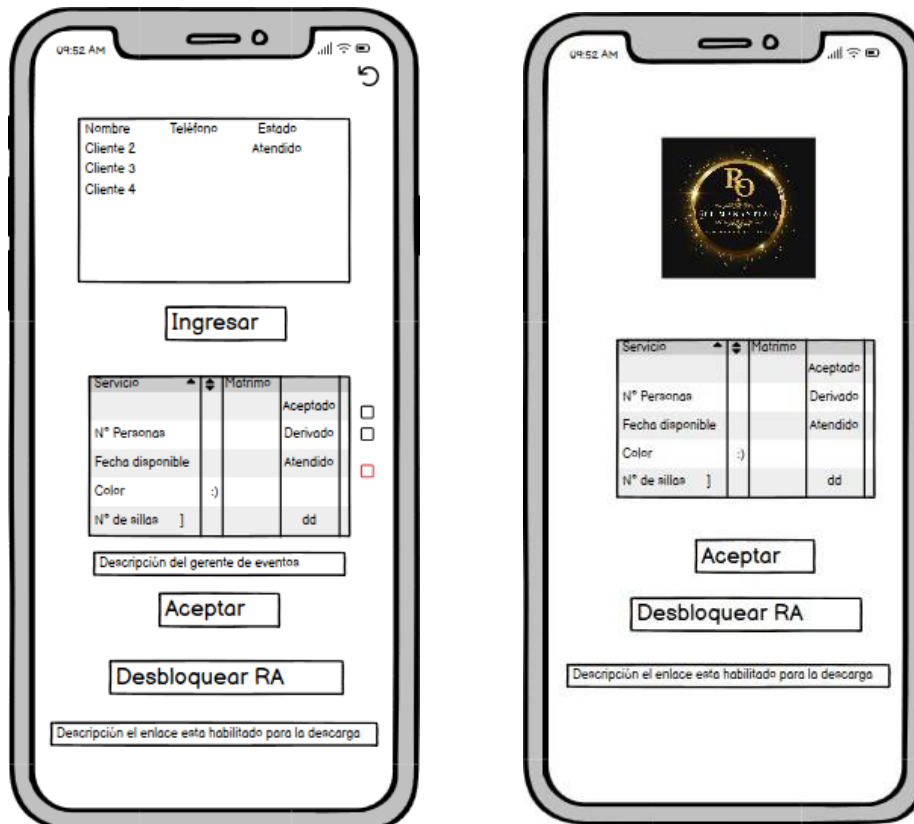 09:52 AM
Nombre Teléfono Estado
Cliente 2 Atendido
Cliente 3
Cliente 4
Ingresar
Servicio Matrimo
Aceptado
N° Personas Derivado
Fecha disponible Atendido
Color :)
N° de sillas ] dd
Descripción del gerente de eventos
Aceptar
Desbloquear RA
Descripción el enlace esta habilitado para la descarga
09:52 AM
RO
Servicio Matrimo
Aceptado
N° Personas Derivado
Fecha disponible Atendido
Color :)
N° de sillas ] dd
Aceptar
Desbloquear RA
Descripción el enlace esta habilitado para la descarga